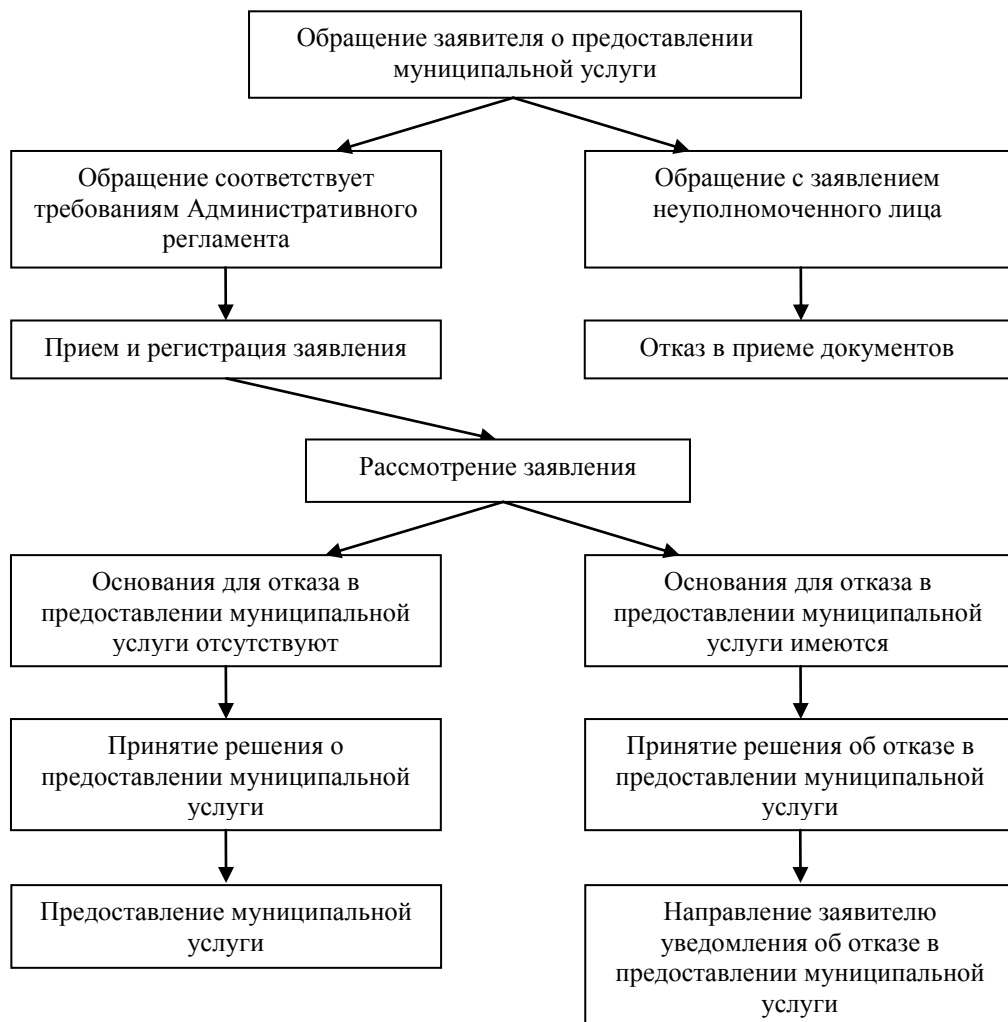 Обращение заявителя о предоставлении
муниципальной услуги
Обращение соответствует
требованиям Административного
регламента
Обращение с заявлением
неуполномоченного лица
Прием и регистрация заявления
Отказ в приеме документов
Рассмотрение заявления
Основания для отказа в
предоставлении муниципальной
услуги отсутствуют
Основания для отказа в
предоставлении муниципальной
услуги имеются
Принятие решения о
предоставлении муниципальной
услуги
Принятие решения об отказе в
предоставлении муниципальной
услуги
Предоставление муниципальной
услуги
Направление заявителю
уведомления об отказе в
предоставлении муниципальной
услуги